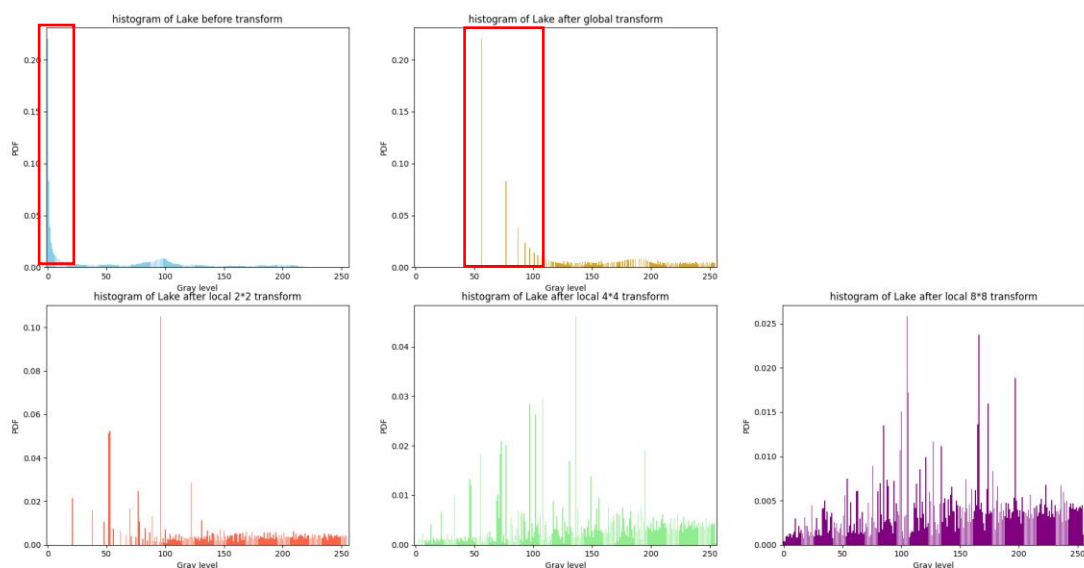 histogram of Lake before transform
PDF
0.20
0.15
0.10
0.05
0.00
0 50 100 150 200 250
Gray level
histogram of Lake after global transform
PDF
0.20
0.15
0.10
0.05
0.00
0 50 100 150 200 250
Gray level
histogram of Lake after local 2*2 transform
PDF
0.10
0.08
0.06
0.04
0.02
0.00
0 50 100 150 200 250
Gray level
histogram of Lake after local 4*4 transform
PDF
0.04
0.03
0.02
0.01
0.00
0 50 100 150 200 250
Gray level
histogram of Lake after local 8*8 transform
PDF
0.025
0.020
0.015
0.010
0.005
0.000
0 50 100 150 200 250
Gray level